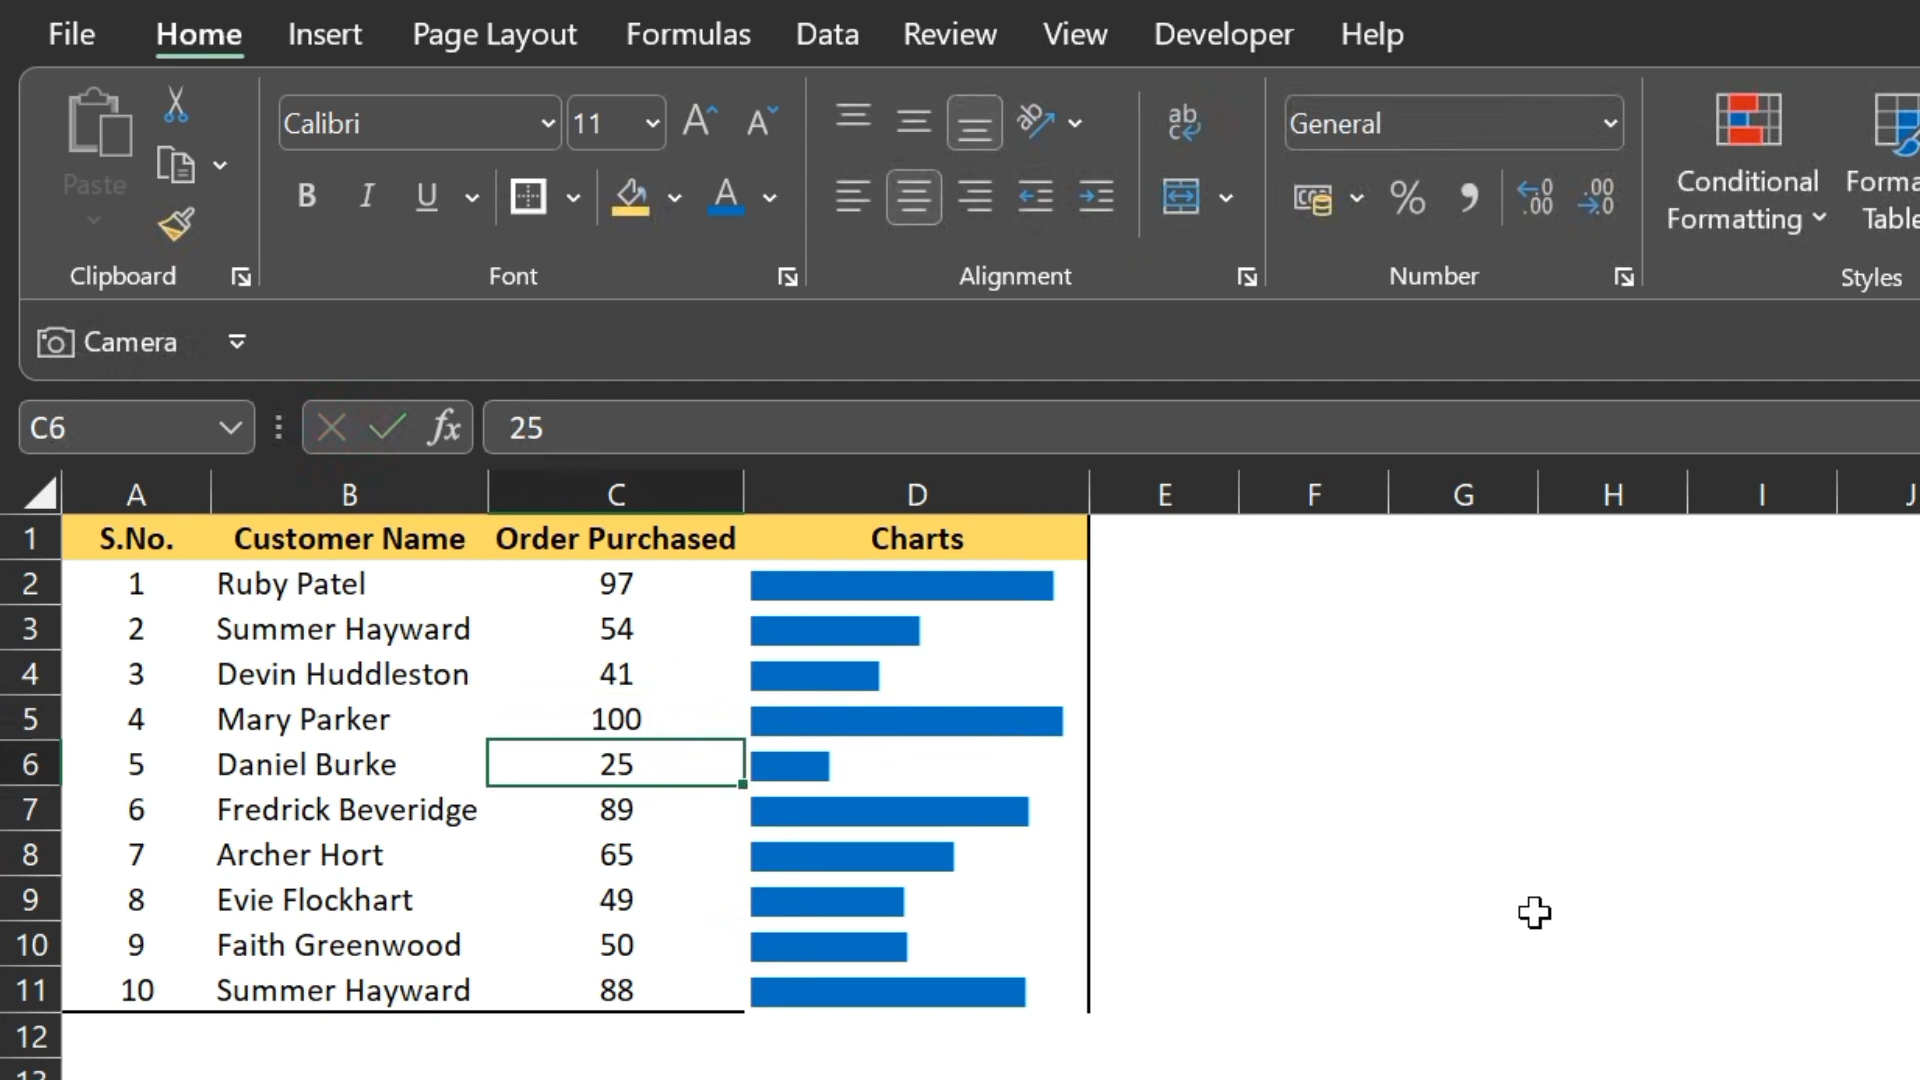 File Home Insert Page Layout Formulas Data Review View Developer Help
Calibri 11 General
Paste
Conditional Formatting
B I U
Clipboard Font Alignment Number Styles
Camera
C6 fx 25
A B C D E F G H I J
1 S.No. Customer Name Order Purchased Charts
2 1 Ruby Patel 97
3 2 Summer Hayward 54
4 3 Devin Huddleston 41
5 4 Mary Parker 100
6 5 Daniel Burke 25
7 6 Fredrick Beveridge 89
8 7 Archer Hort 65
9 8 Evie Flockhart 49
10 9 Faith Greenwood 50
11 10 Summer Hayward 88
12